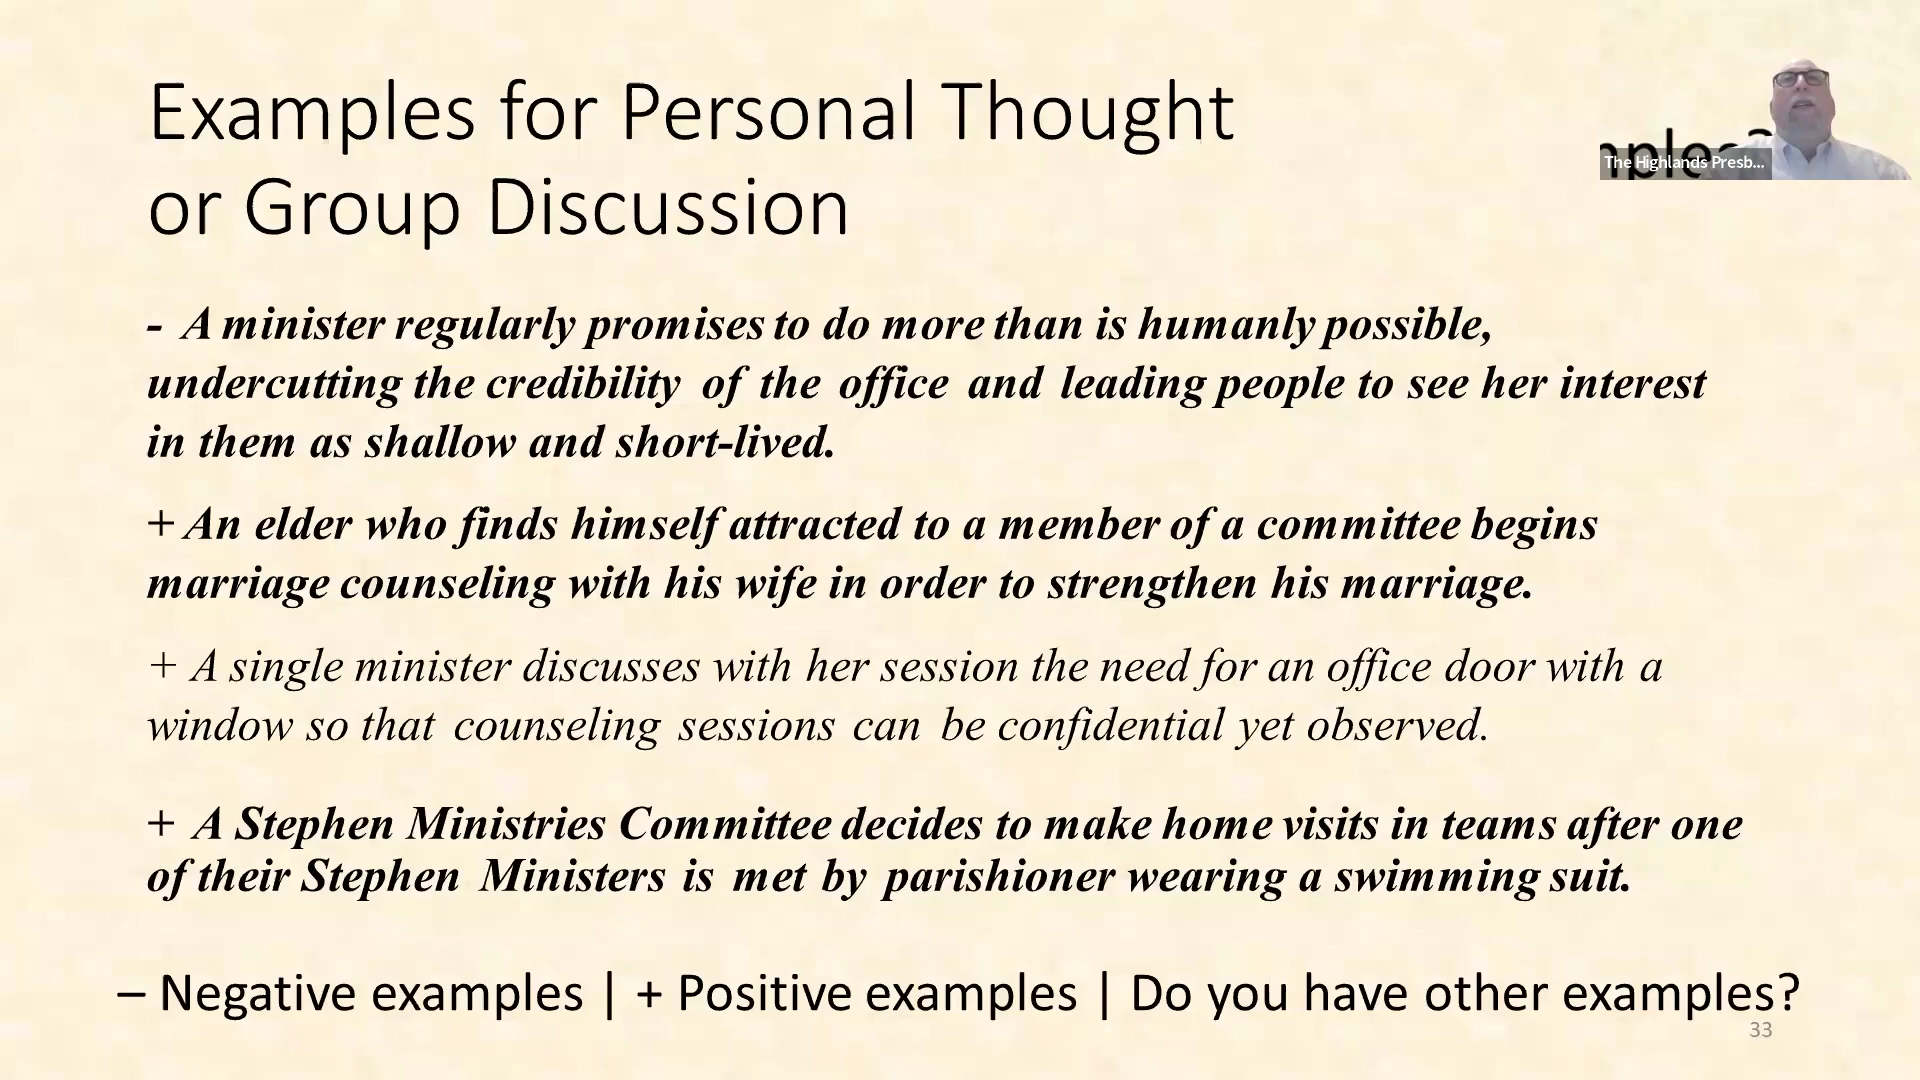 Examples for Personal Thought
or Group Discussion
The Highlands Presb...
- A minister regularly promises to do more than is humanly possible,
undercutting the credibility of the office and leading people to see her interest
in them as shallow and short-lived.
+ An elder who finds himself attracted to a member of a committee begins
marriage counseling with his wife in order to strengthen his marriage.
+ A single minister discusses with her session the need for an office door with a
window so that counseling sessions can be confidential yet observed.
+ A Stephen Ministries Committee decides to make home visits in teams after one
of their Stephen Ministers is met by parishioner wearing a swimming suit.
– Negative examples | + Positive examples | Do you have other examples?
33